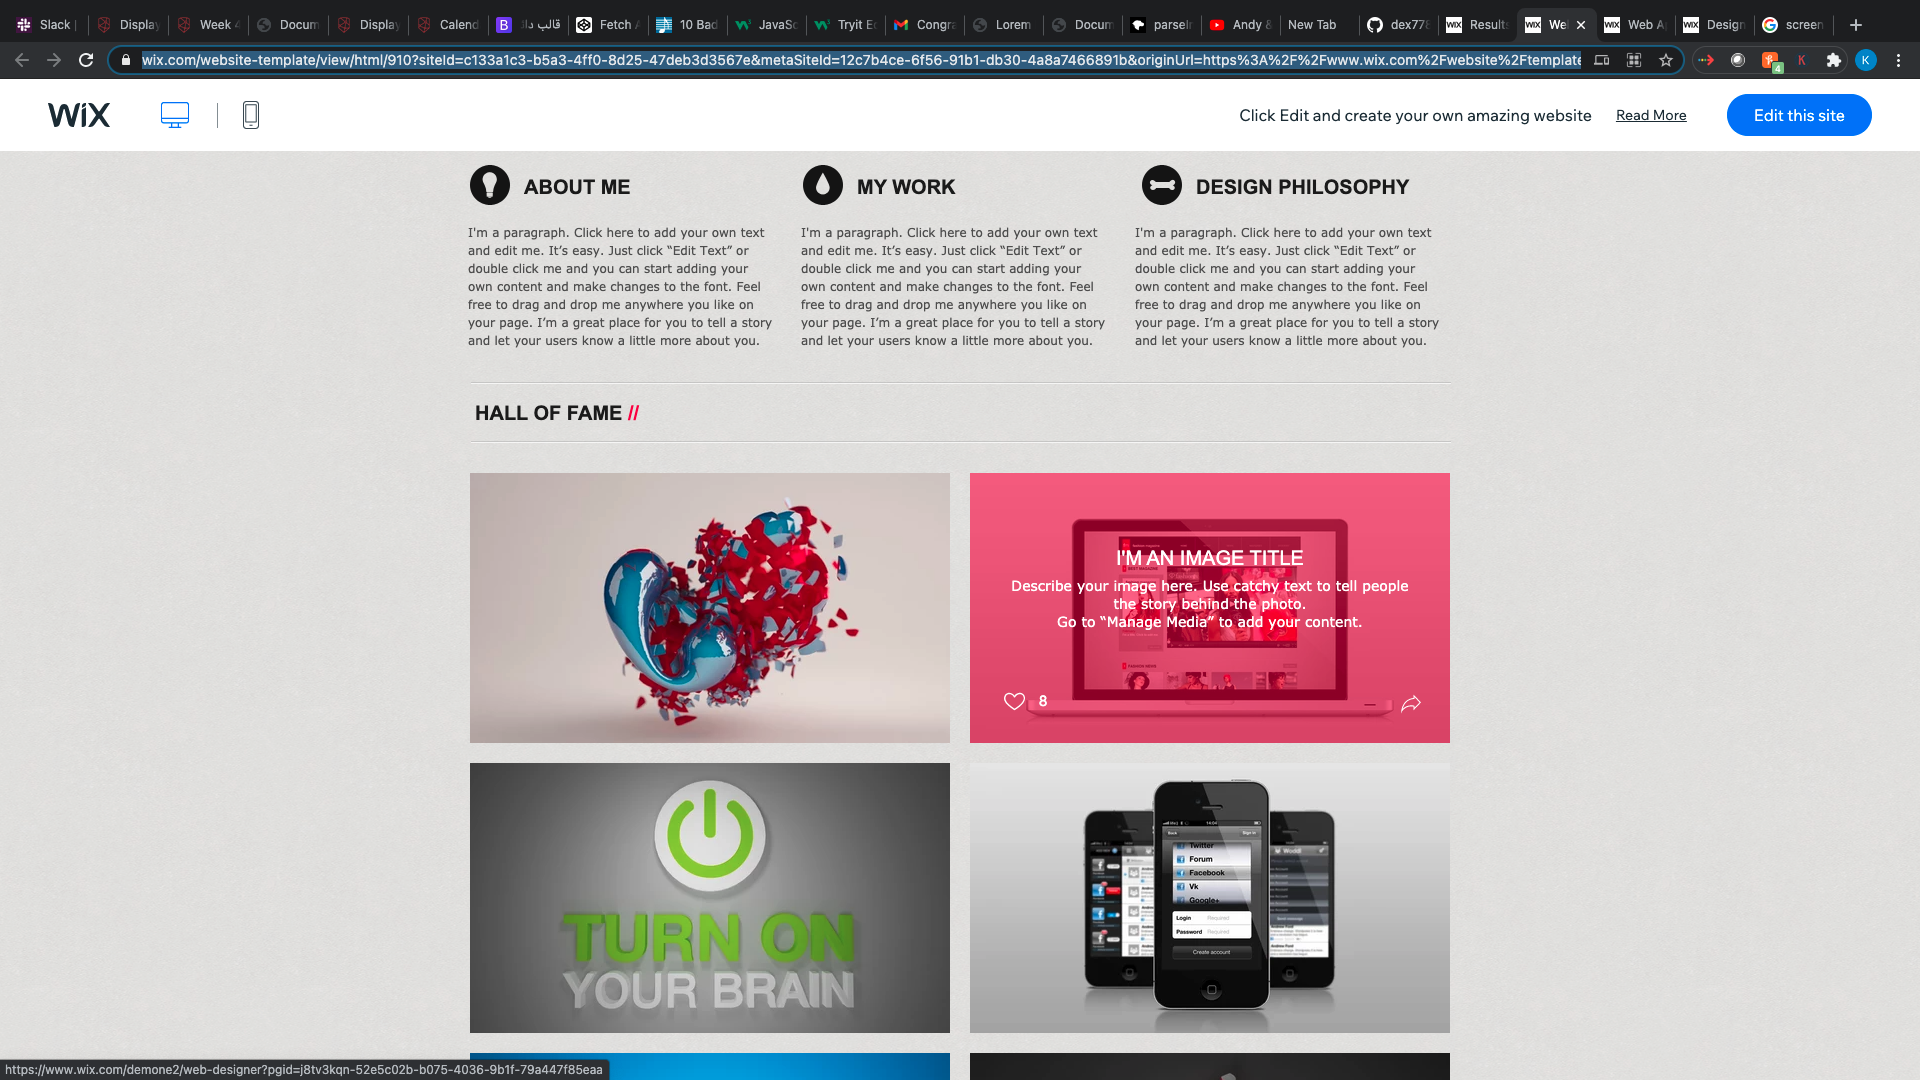 Slack
Display
Week 4
Docum
Display
Calend
قالب دا
Fetch A
10 Bad
JavaSc
Tryit Ed
Congra
Lorem
Docum
parseIn
Andy &
New Tab
dex778
Results
We
Web A
Design
screen
wix.com/website-template/view/html/910?siteId=c133a1c3-b5a3-4ff0-8d25-47deb3d3567e&metaSiteId=12c7b4ce-6f56-91b1-db30-4a8a7466891b&originUrl=https%3A%2F%2Fwww.wix.com%2Fwebsite%2Ftemplate
4
K
K
WiX
Click Edit and create your own amazing website
Read More
Edit this site
ABOUT ME
I'm a paragraph. Click here to add your own text
and edit me. It’s easy. Just click “Edit Text” or
double click me and you can start adding your
own content and make changes to the font. Feel
free to drag and drop me anywhere you like on
your page. I’m a great place for you to tell a story
and let your users know a little more about you.
MY WORK
I'm a paragraph. Click here to add your own text
and edit me. It’s easy. Just click “Edit Text” or
double click me and you can start adding your
own content and make changes to the font. Feel
free to drag and drop me anywhere you like on
your page. I’m a great place for you to tell a story
and let your users know a little more about you.
DESIGN PHILOSOPHY
I'm a paragraph. Click here to add your own text
and edit me. It’s easy. Just click “Edit Text” or
double click me and you can start adding your
own content and make changes to the font. Feel
free to drag and drop me anywhere you like on
your page. I’m a great place for you to tell a story
and let your users know a little more about you.
HALL OF FAME //
I'M AN IMAGE TITLE
Describe your image here. Use catchy text to tell people
the story behind the photo.
Go to “Manage Media” to add your content.
BEST MAGAZINE
FASHION NEWS
8
TURN ON
YOUR BRAIN
14:04
Back
Sign in
Twitter
Forum
Facebook
Vk
Google+
Login Required
Password Required
Create account
https://www.wix.com/demone2/web-designer?pgid=j8tv3kqn-52e5c02b-b075-4036-9b1f-79a447f85eaa